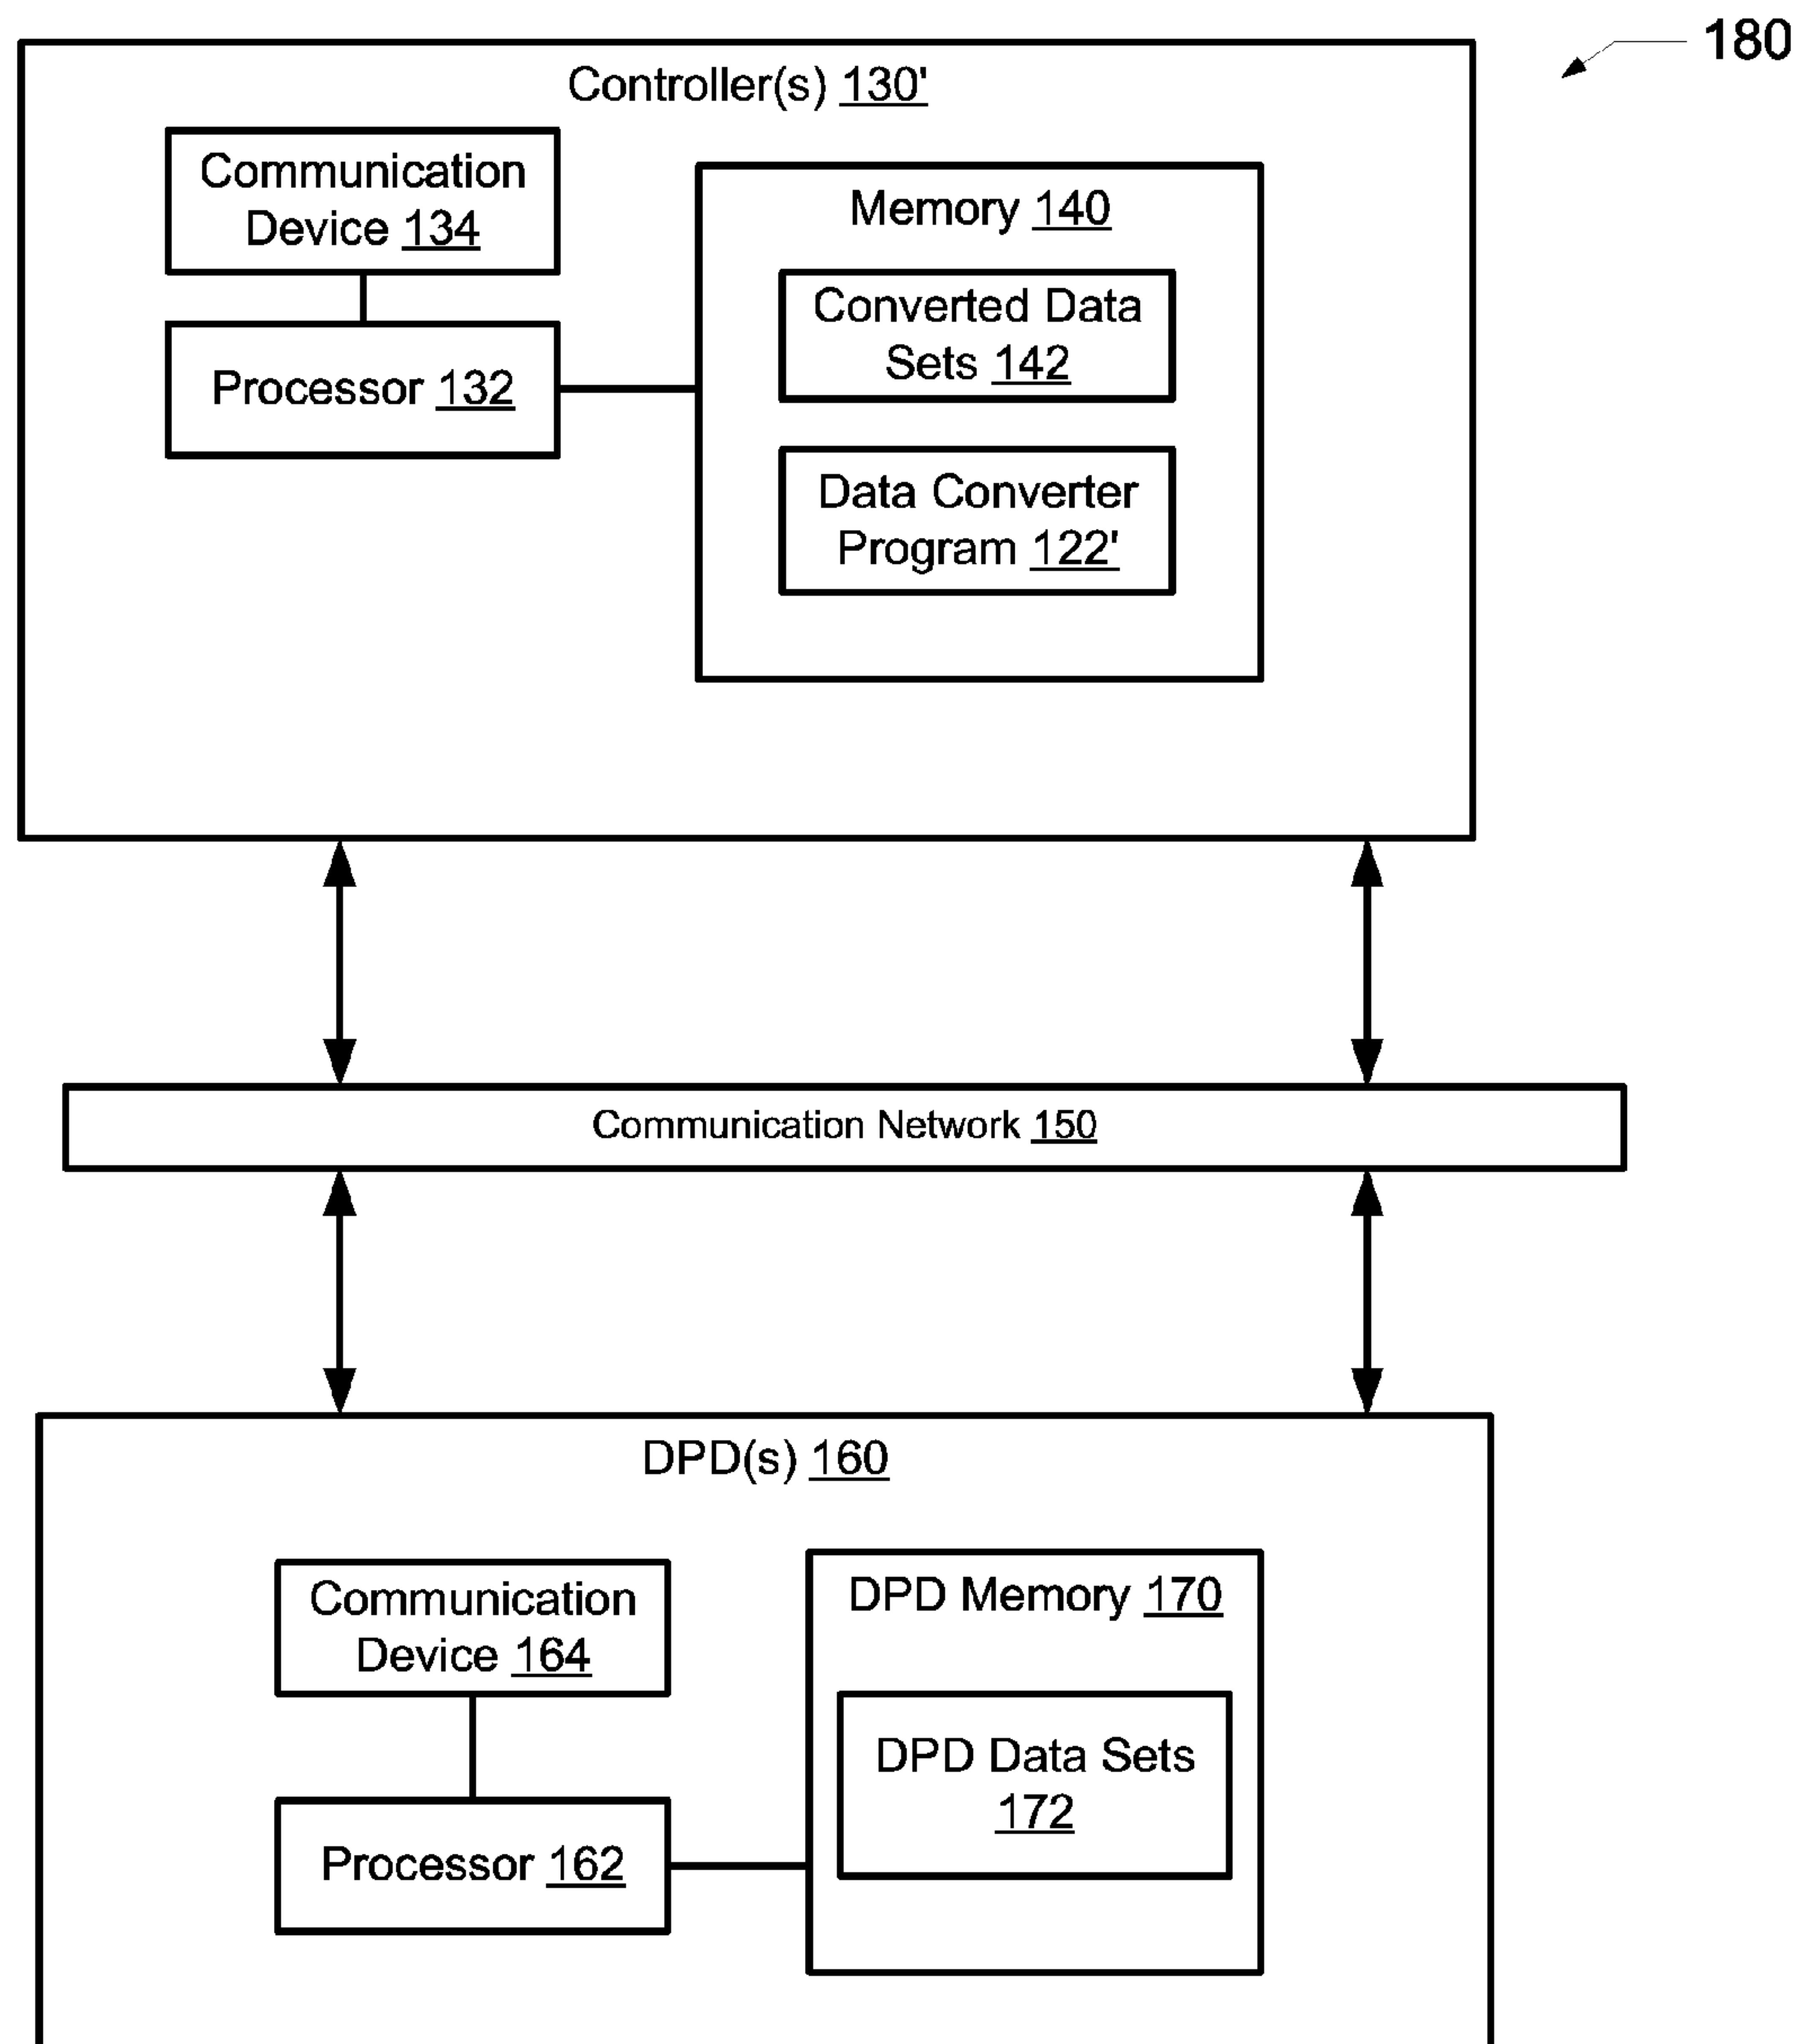 180
Controller(s) 130'
Communication
Device 134
Memory 140
Converted Data
Sets 142
Processor 132
Data Converter
Program 122'
Communication Network 150
DPD(s) 160
Communication
Device 164
DPD Memory 170
DPD Data Sets
172
Processor 162